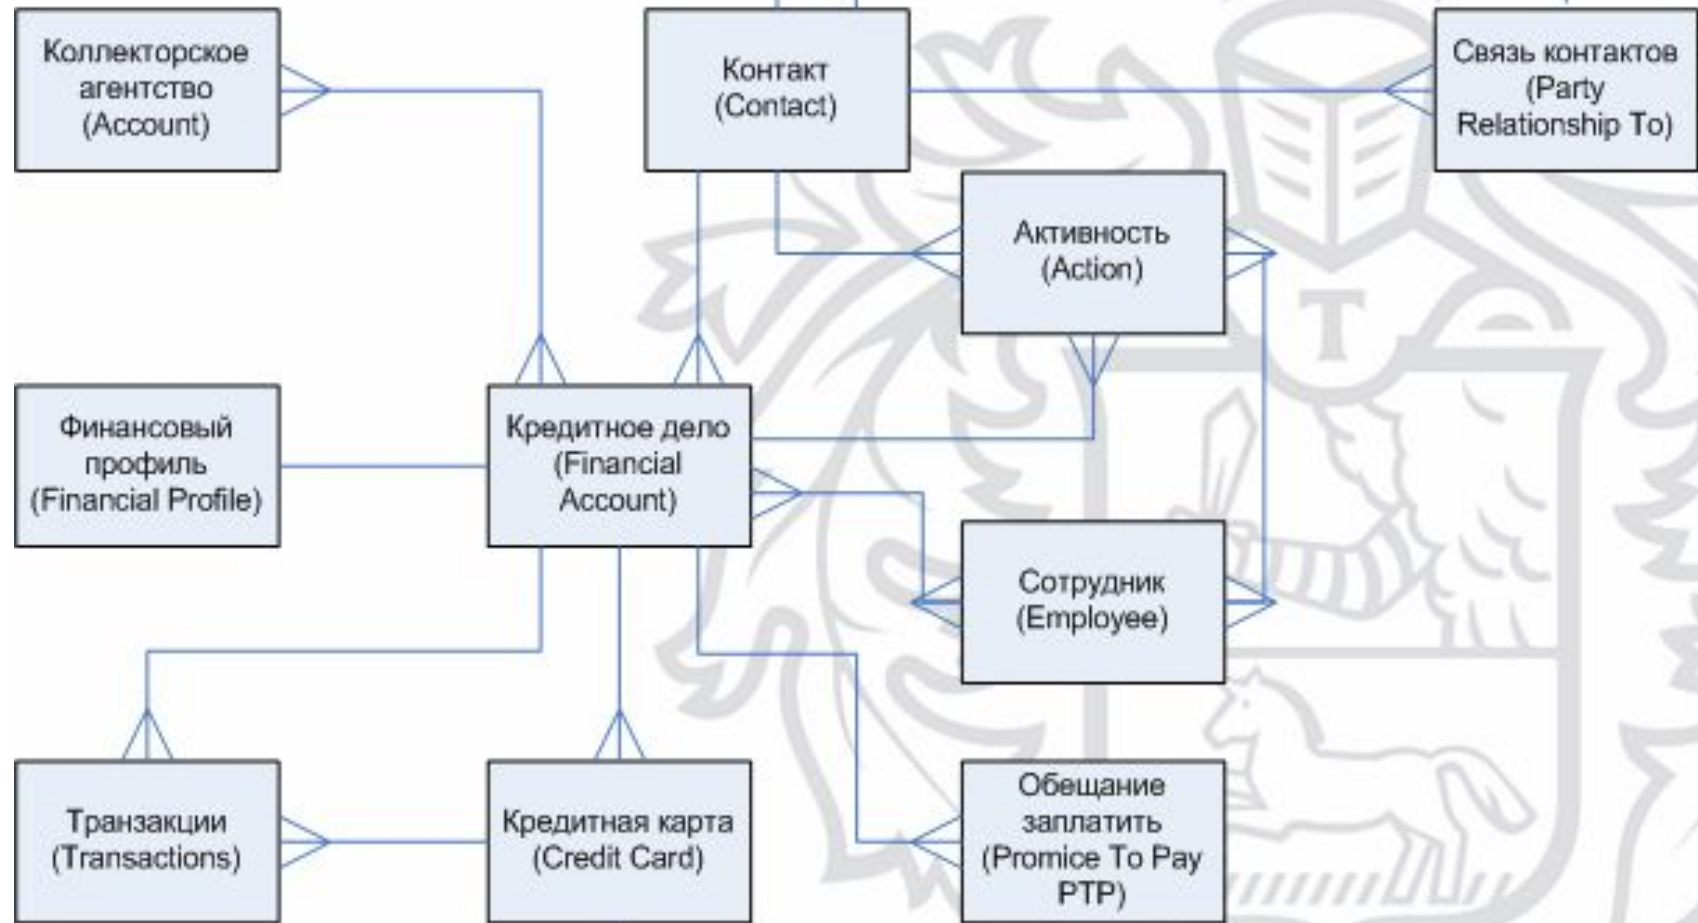 Коллекторское
агентство
(Account)
Контакт
(Contact)
Связь контактов
(Party
Relationship To)
Активность
(Action)
Финансовый
профиль
(Financial Profile)
Кредитное дело
(Financial
Account)
Сотрудник
(Employee)
Транзакции
(Transactions)
Кредитная карта
(Credit Card)
Обещание
заплатить
(Promice To Pay
PTP)
T